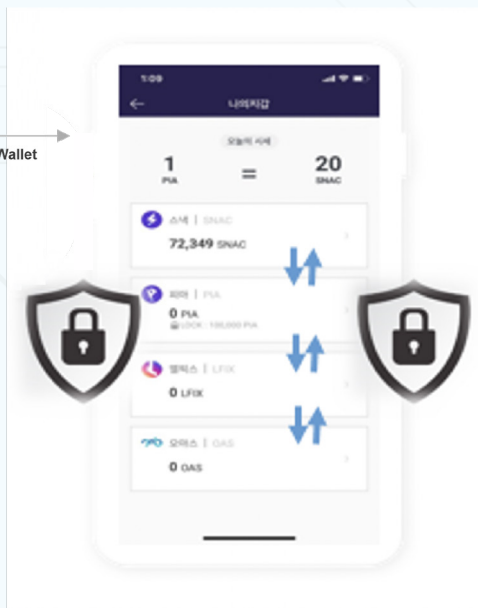 1:09
나의지갑
Wallet
오늘의 시세
1 = 20
PIA SNAC
스낵 | SNAC
72,349 SNAC
피아 | PIA
0 PIA
LOCK : 100,000 PIA
엘픽스 | LFIX
0 LFIX
오아스 | OAS
0 OAS